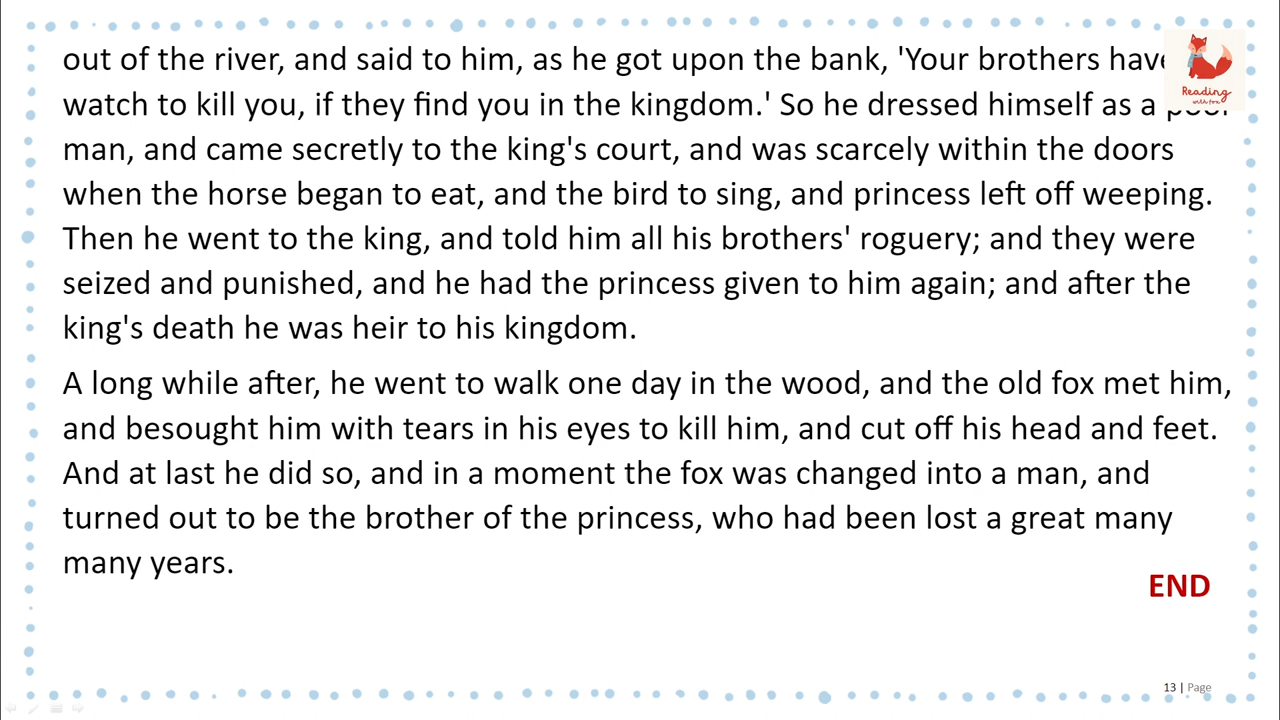 out of the river, and said to him, as he got upon the bank, 'Your brothers have
watch to kill you, if they find you in the kingdom.' So he dressed himself as a
man, and came secretly to the king's court, and was scarcely within the doors
when the horse began to eat, and the bird to sing, and princess left off weeping.
Then he went to the king, and told him all his brothers' roguery; and they were
seized and punished, and he had the princess given to him again; and after the
king's death he was heir to his kingdom.
A long while after, he went to walk one day in the wood, and the old fox met him,
and besought him with tears in his eyes to kill him, and cut off his head and feet.
And at last he did so, and in a moment the fox was changed into a man, and
turned out to be the brother of the princess, who had been lost a great many
many years.
END
13 | Page
Reading
with fox